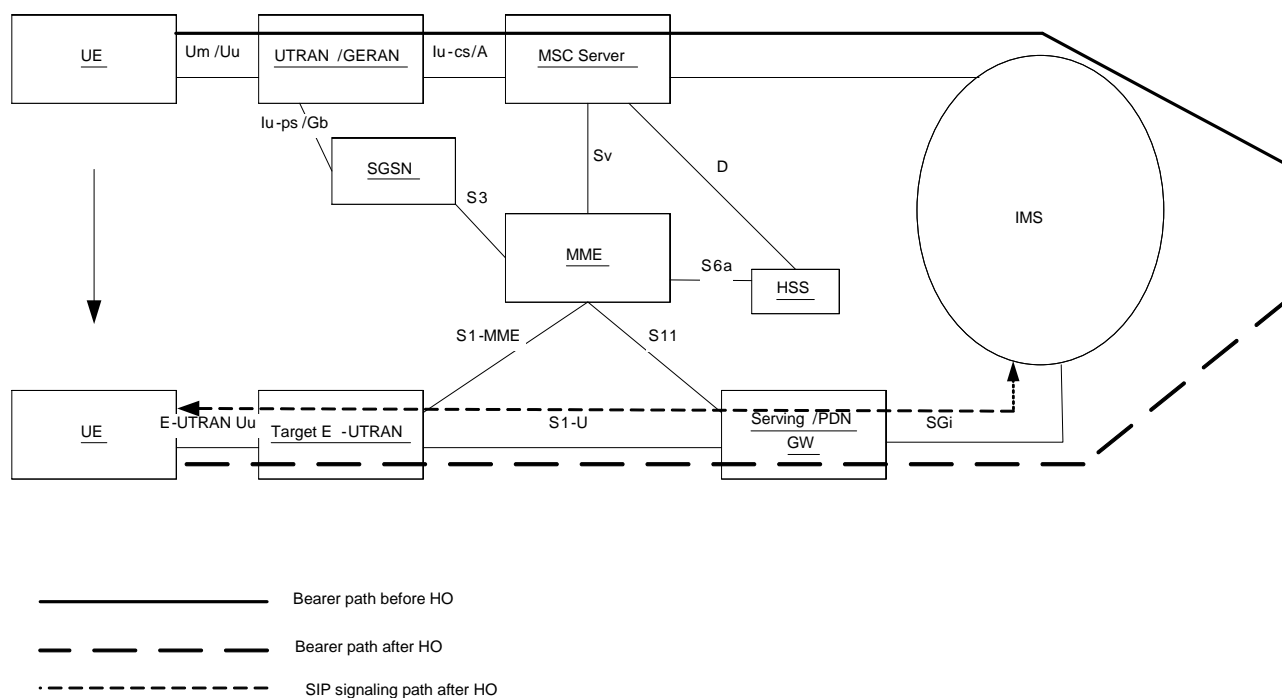 UE
Um /Uu
UTRAN /GERAN
Iu-cs/A
MSC Server
Iu-ps /Gb
SGSN
S3
Sv
D
IMS
MME
S6a
HSS
S1-MME
S11
UE
E-UTRAN Uu
Target E -UTRAN
S1-U
Serving /PDN
GW
SGi
Bearer path before HO
Bearer path after HO
SIP signaling path after HO